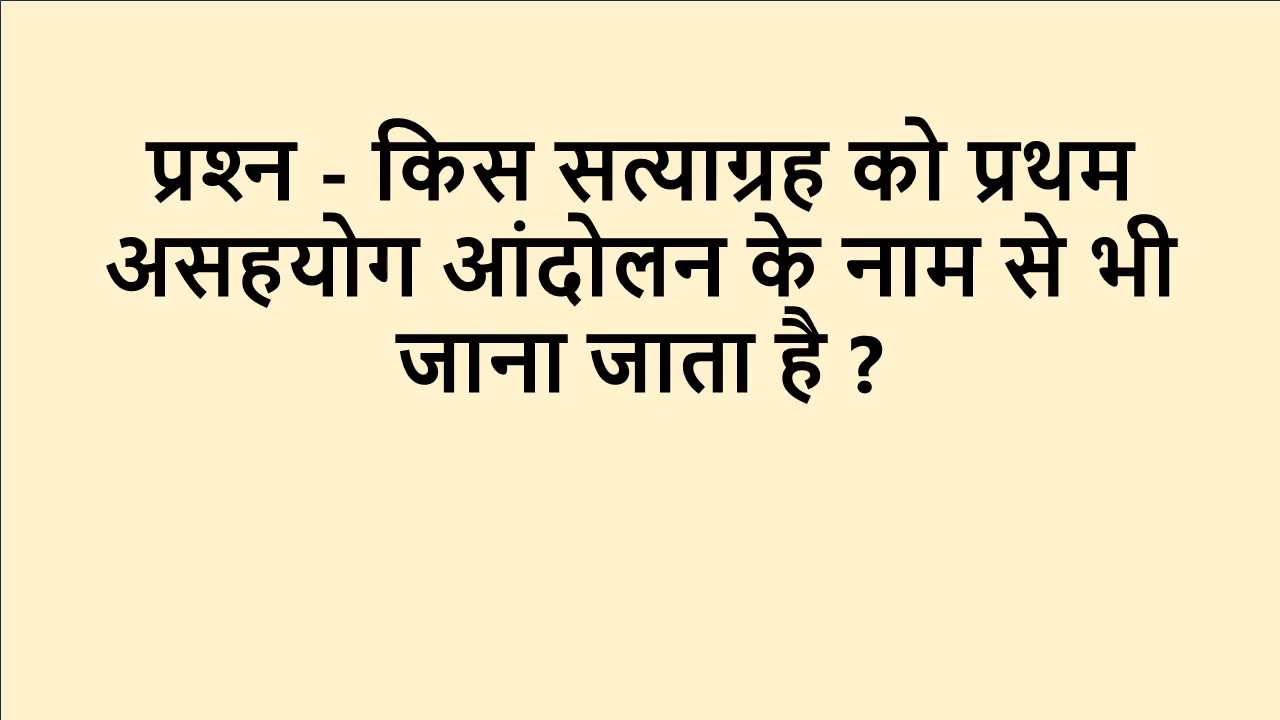 प्रश्न - किस सत्याग्रह को प्रथम
असहयोग आंदोलन के नाम से भी
जाना जाता है ?